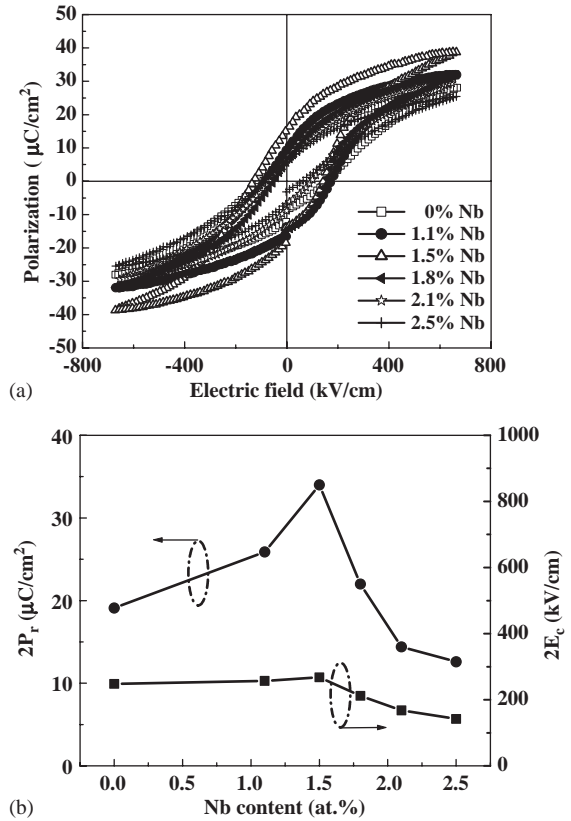 50
40
30
20
10
0
-10
-20
-30
-40
-50
Polarization ( μC/cm²)
0% Nb
1.1% Nb
1.5% Nb
1.8% Nb
2.1% Nb
2.5% Nb
-800 -400 0 400 800
(a) Electric field (kV/cm)
40 1000
30 800
20 600
10 400
0 200
0
2Pr (μC/cm²)
2Ec (kV/cm)
0.0 0.5 1.0 1.5 2.0 2.5
(b) Nb content (at.%)